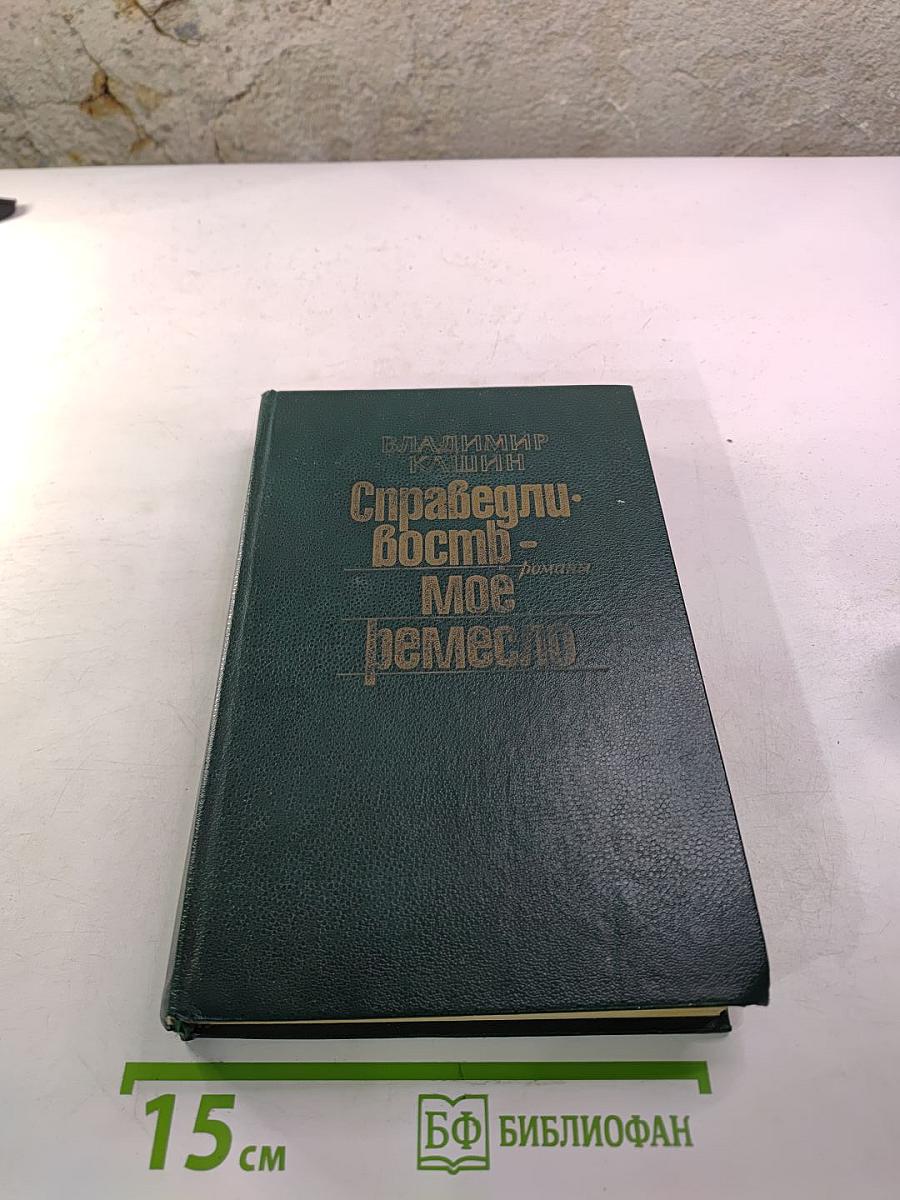 ВЛАДИМИР
КАШИН
Справедли-
вость -
романы
мое
ремесло
15 см
БФ БИБЛИОФАН